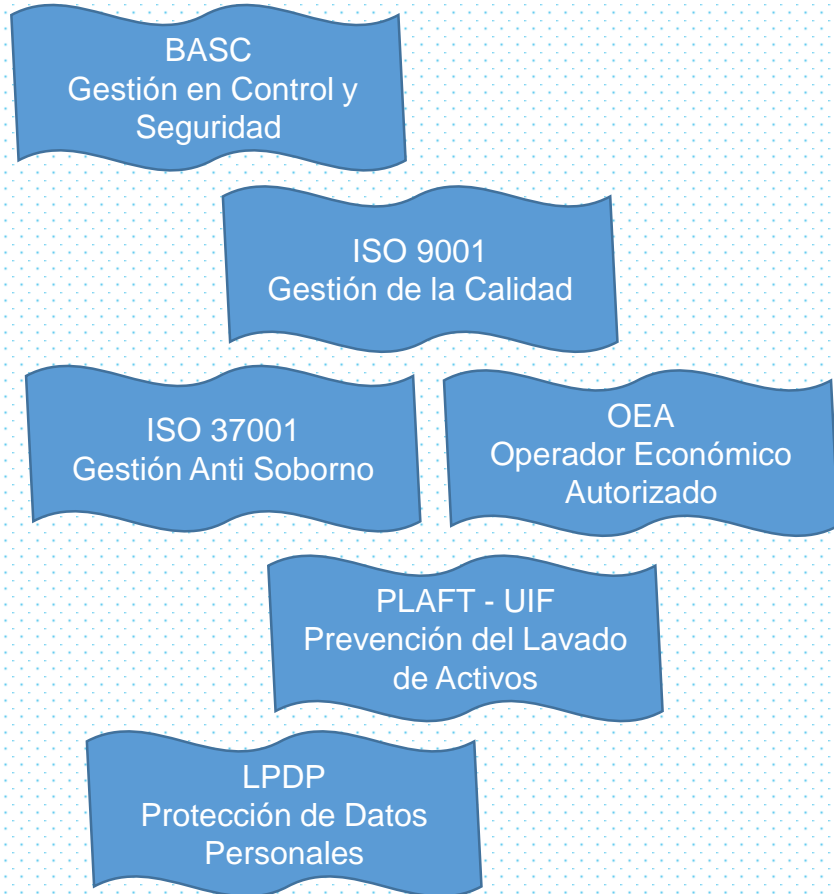 BASC
Gestión en Control y
Seguridad
ISO 9001
Gestión de la Calidad
ISO 37001
Gestión Anti Soborno
OEA
Operador Económico
Autorizado
PLAFT - UIF
Prevención del Lavado
de Activos
LPDP
Protección de Datos
Personales